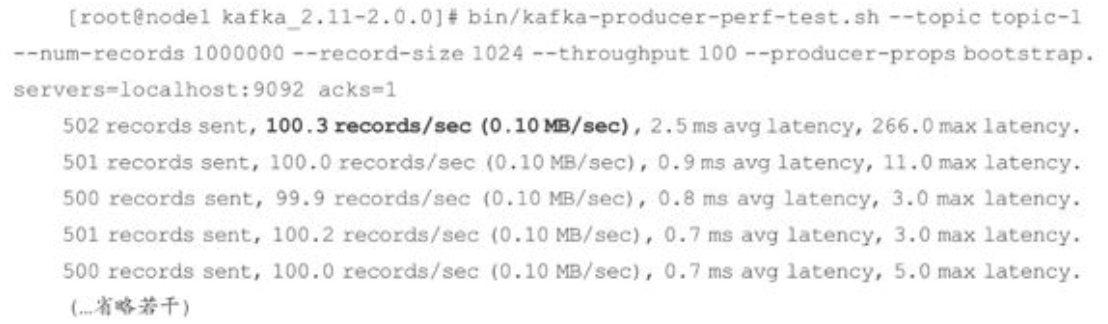 [root@node1 kafka_2.11-2.0.0]# bin/kafka-producer-perf-test.sh --topic topic-1
--num-records 1000000 --record-size 1024 --throughput 100 --producer-props bootstrap.
servers=localhost:9092 acks=1
502 records sent, 100.3 records/sec (0.10 MB/sec), 2.5 ms avg latency, 266.0 max latency.
501 records sent, 100.0 records/sec (0.10 MB/sec), 0.9 ms avg latency, 11.0 max latency.
500 records sent, 99.9 records/sec (0.10 MB/sec), 0.8 ms avg latency, 3.0 max latency.
501 records sent, 100.2 records/sec (0.10 MB/sec), 0.7 ms avg latency, 3.0 max latency.
500 records sent, 100.0 records/sec (0.10 MB/sec), 0.7 ms avg latency, 5.0 max latency.
(…省略若干)